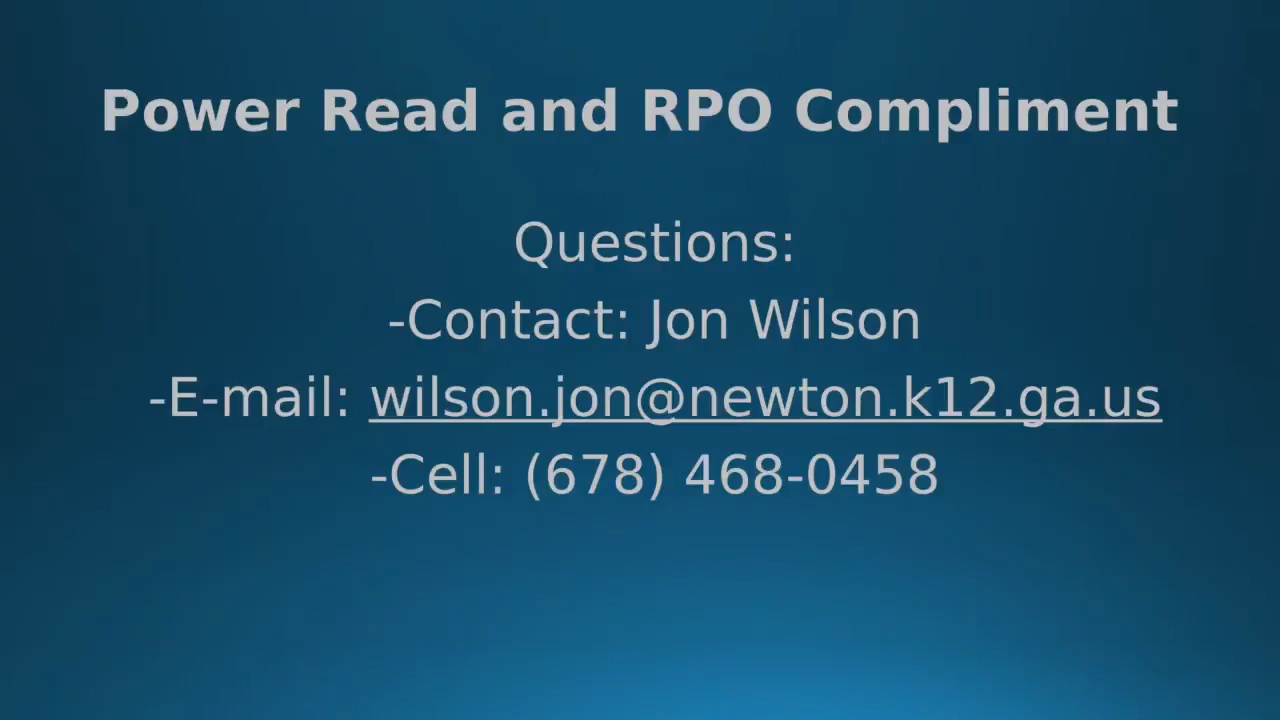 Power Read and RPO Compliment
Questions:
-Contact: Jon Wilson
-E-mail: wilson.jon@newton.k12.ga.us
-Cell: (678) 468-0458